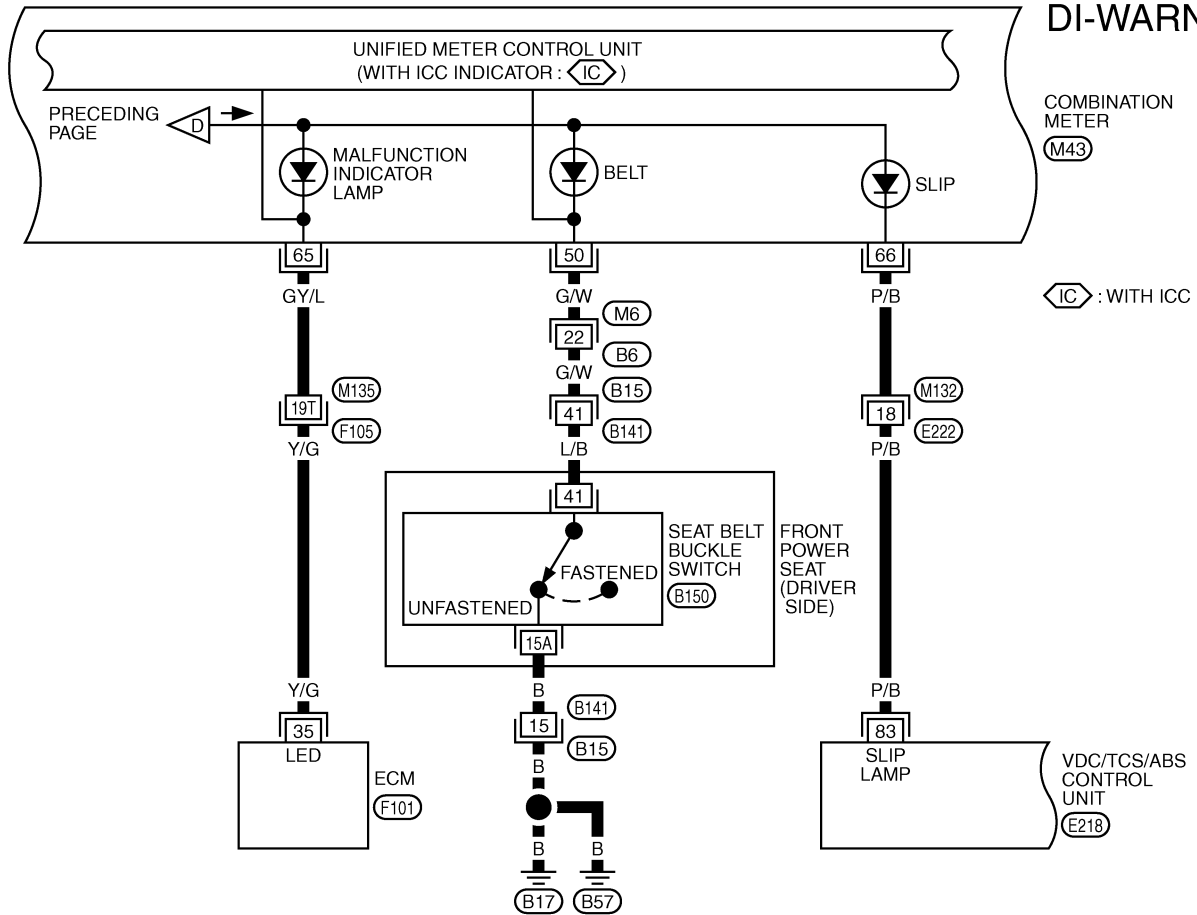 DI-WARN
UNIFIED METER CONTROL UNIT
(WITH ICC INDICATOR : IC )
PRECEDING
PAGE
D
MALFUNCTION
INDICATOR
LAMP
BELT
SLIP
COMBINATION
METER
M43
65
50
66
GY/L
G/W
P/B
IC : WITH ICC
M6
22
B6
G/W
M135
19T
F105
B15
41
B141
M132
18
E222
Y/G
L/B
P/B
41
SEAT BELT
BUCKLE
SWITCH
B150
FASTENED
UNFASTENED
FRONT
POWER
SEAT
(DRIVER
SIDE)
15A
Y/G
B
P/B
B141
15
B15
35
LED
ECM
F101
83
SLIP
LAMP
VDC/TCS/ABS
CONTROL
UNIT
E218
B
B
B
B17
B57